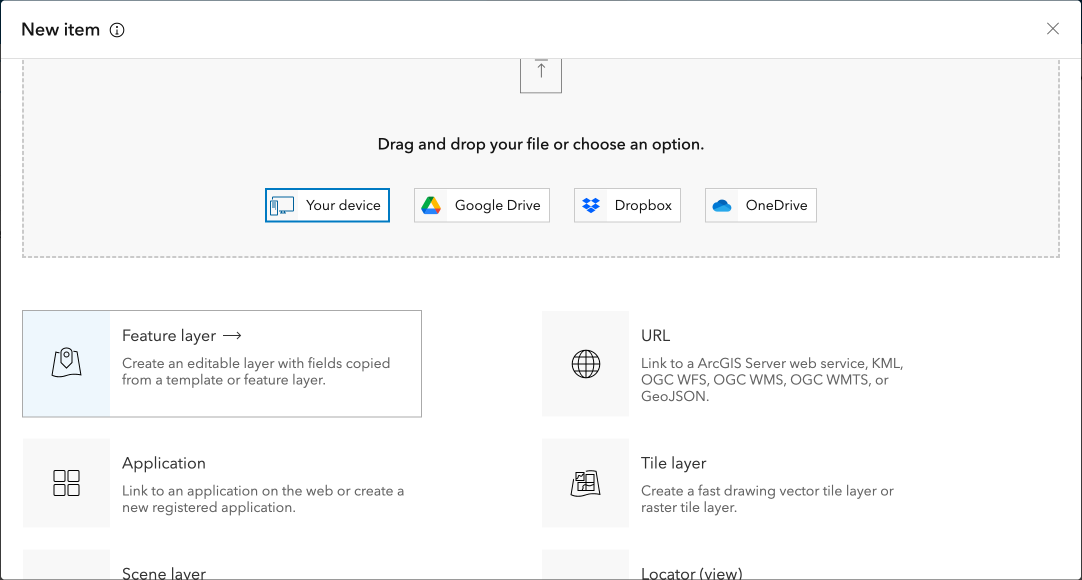 New item
Drag and drop your file or choose an option.
Your device
Google Drive
Dropbox
OneDrive
Feature layer →
Create an editable layer with fields copied
from a template or feature layer.
URL
Link to a ArcGIS Server web service, KML,
OGC WFS, OGC WMS, OGC WMTS, or
GeoJSON.
Application
Link to an application on the web or create a
new registered application.
Tile layer
Create a fast drawing vector tile layer or
raster tile layer.
Scene layer
Locator (view)